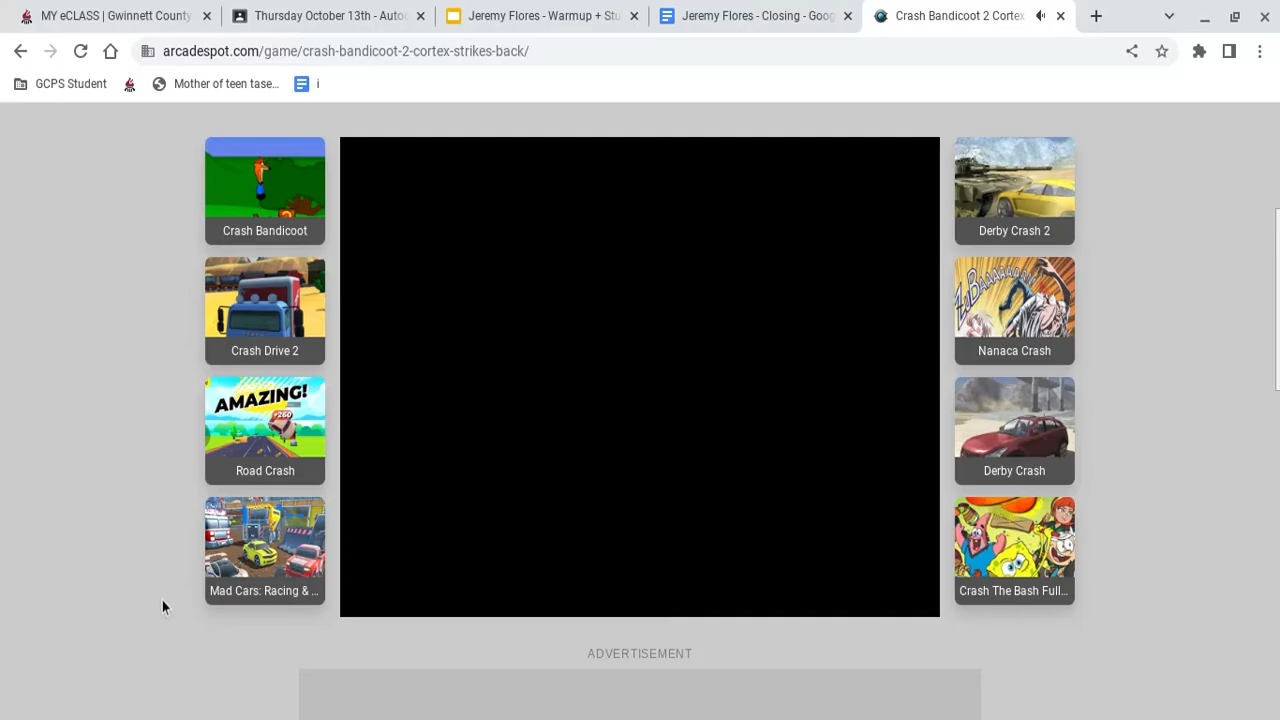 MY eCLASS | Gwinnett County
Thursday October 13th - Au
Jeremy Flores - Warmup + Stu
Jeremy Flores - Closing - Goog
Crash Bandicoot 2 Cortex
arcadespot.com/game/crash-bandicoot-2-cortex-strikes-back/
GCPS Student
Mother of teen tase...
i
Crash Bandicoot
Derby Crash 2
ZUBAAAAAAN
Crash Drive 2
Nanaca Crash
AMAZING!
+260
Road Crash
Derby Crash
Mad Cars: Racing & ...
Crash The Bash Full...
ADVERTISEMENT